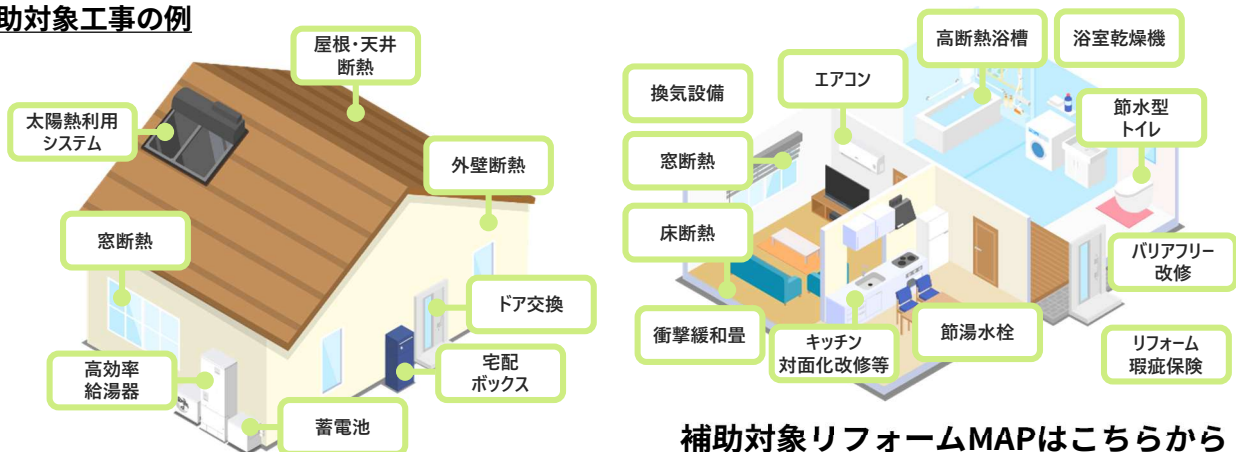 助対象工事の例
屋根・天井
断熱
太陽熱利用
システム
外壁断熱
窓断熱
ドア交換
高効率
給湯器
宅配
ボックス
蓄電池
高断熱浴槽
浴室乾燥機
エアコン
換気設備
節水型
トイレ
窓断熱
床断熱
バリアフリー
改修
衝撃緩和畳
キッチン
対面化改修等
節湯水栓
リフォーム
瑕疵保険
補助対象リフォームMAPはこちらから